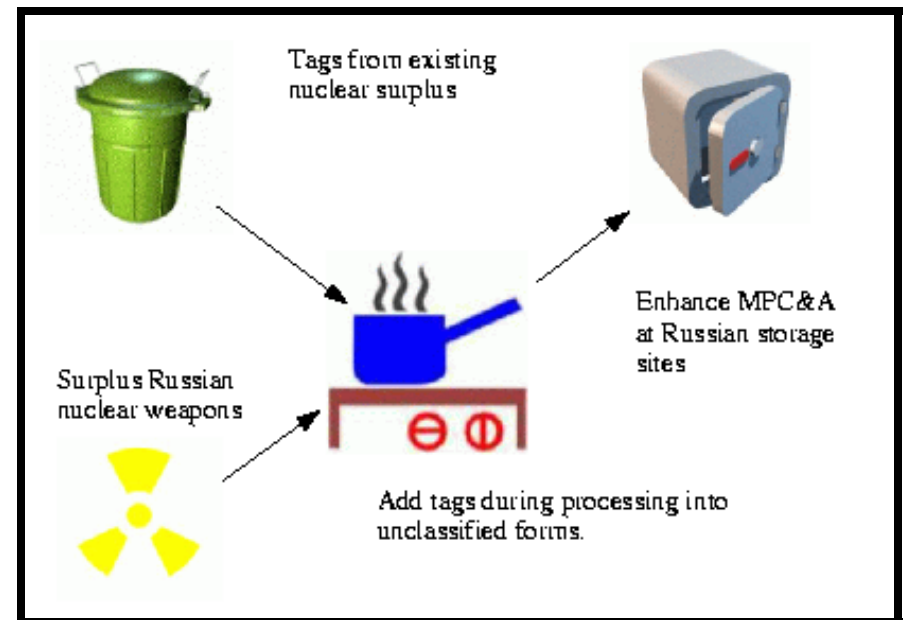 Tags from existing
nuclear surplus
Enhance MPC&A
at Russian storage
sites
Surplus Russian
nuclear weapons
Add tags during processing into
unclassified forms.